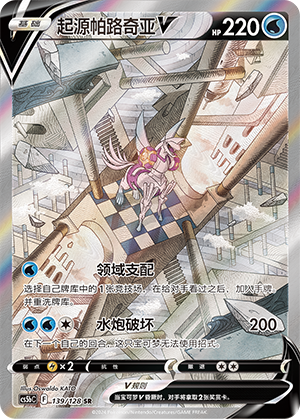 基础
起源帕路奇亚V
HP 220
领域支配
选择自己牌库中的1张竞技场，在给对手看过之后，加入手牌。
并重洗牌库。
水炮破坏 200
在下一个自己的回合，这只宝可梦无法使用招式。
弱点 ×2 抗性 撤退
V规则
Illus. Oswaldo KATO
当宝可梦V昏厥时，对手将拿取2张奖赏卡。
CS5bC F 139/128 SR